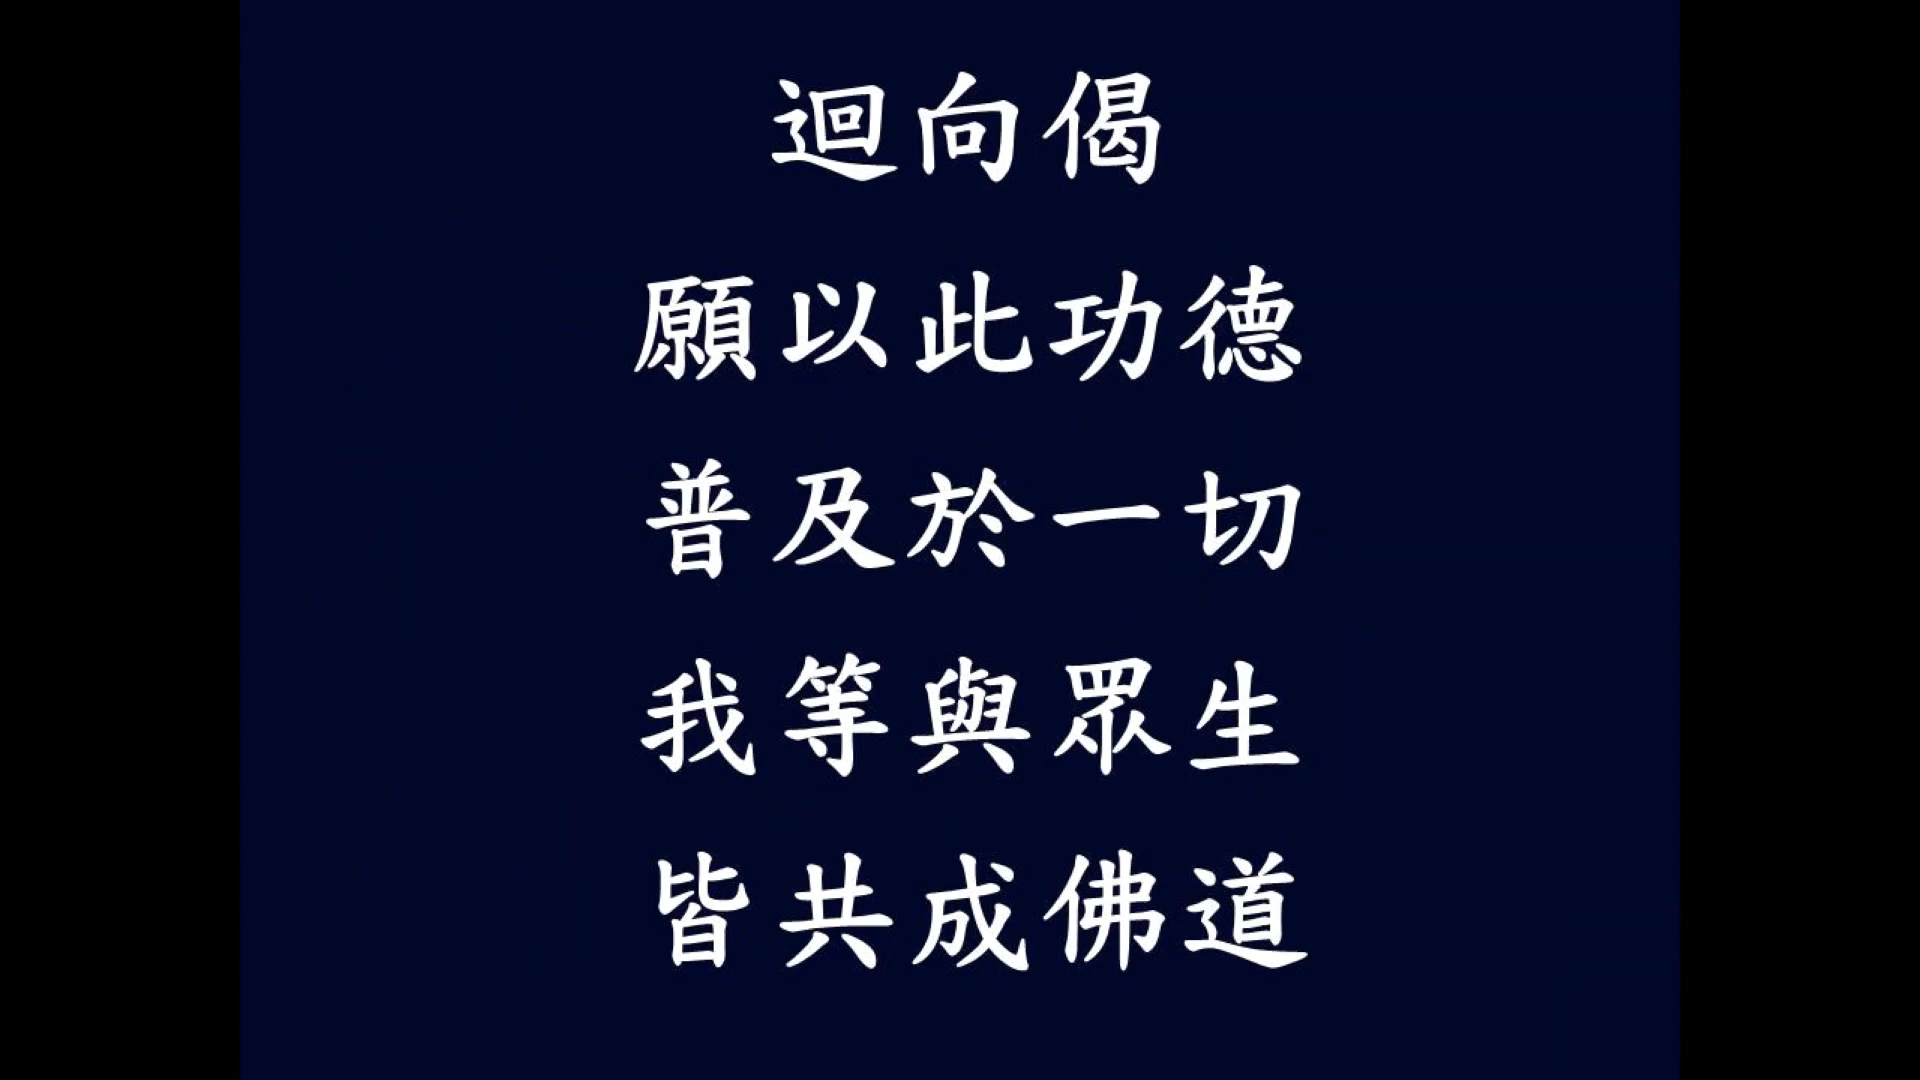 迴向偈
願以此功德
普及於一切
我等與眾生
皆共成佛道